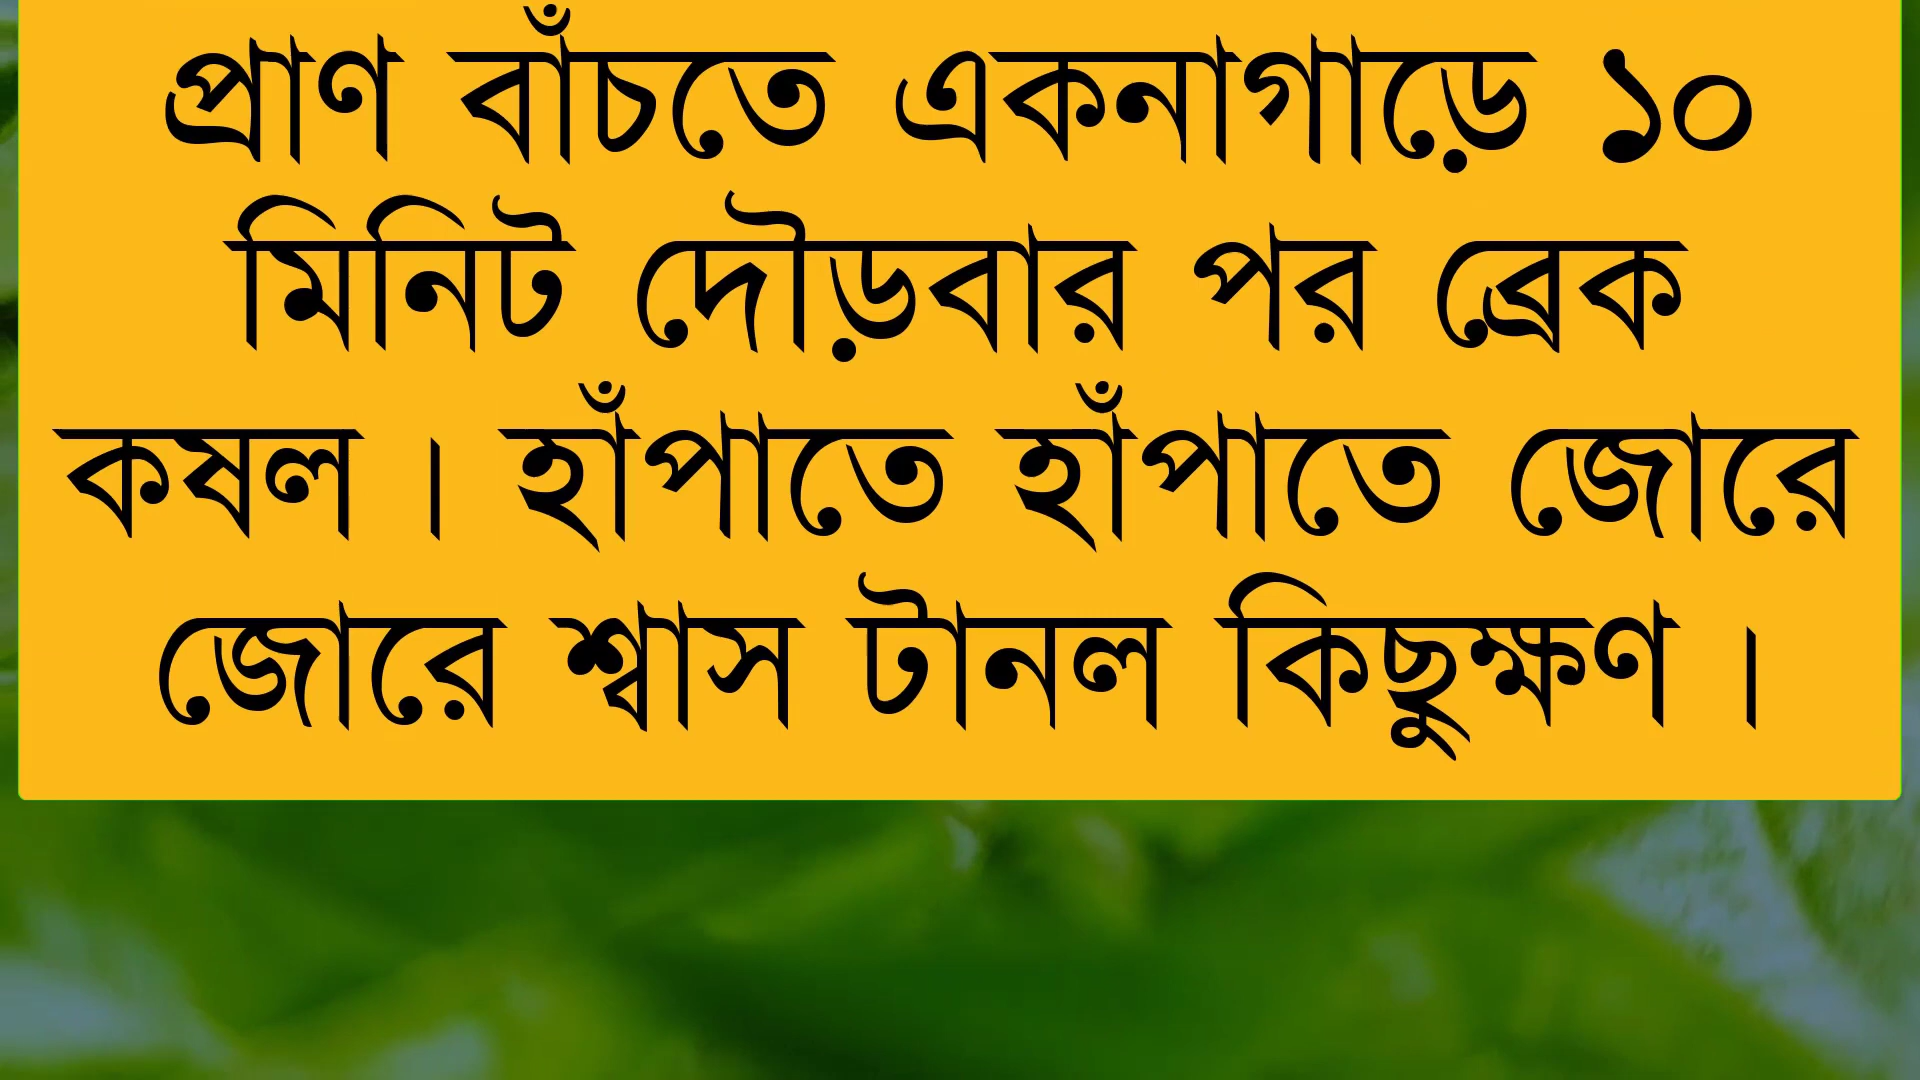 প্রাণ বাঁচতে একনাগাড়ে ১০
মিনিট দৌড়বার পর ব্রেক
কষল । হাঁপাতে হাঁপাতে জোরে
জোরে শ্বাস টানল কিছুক্ষণ ।